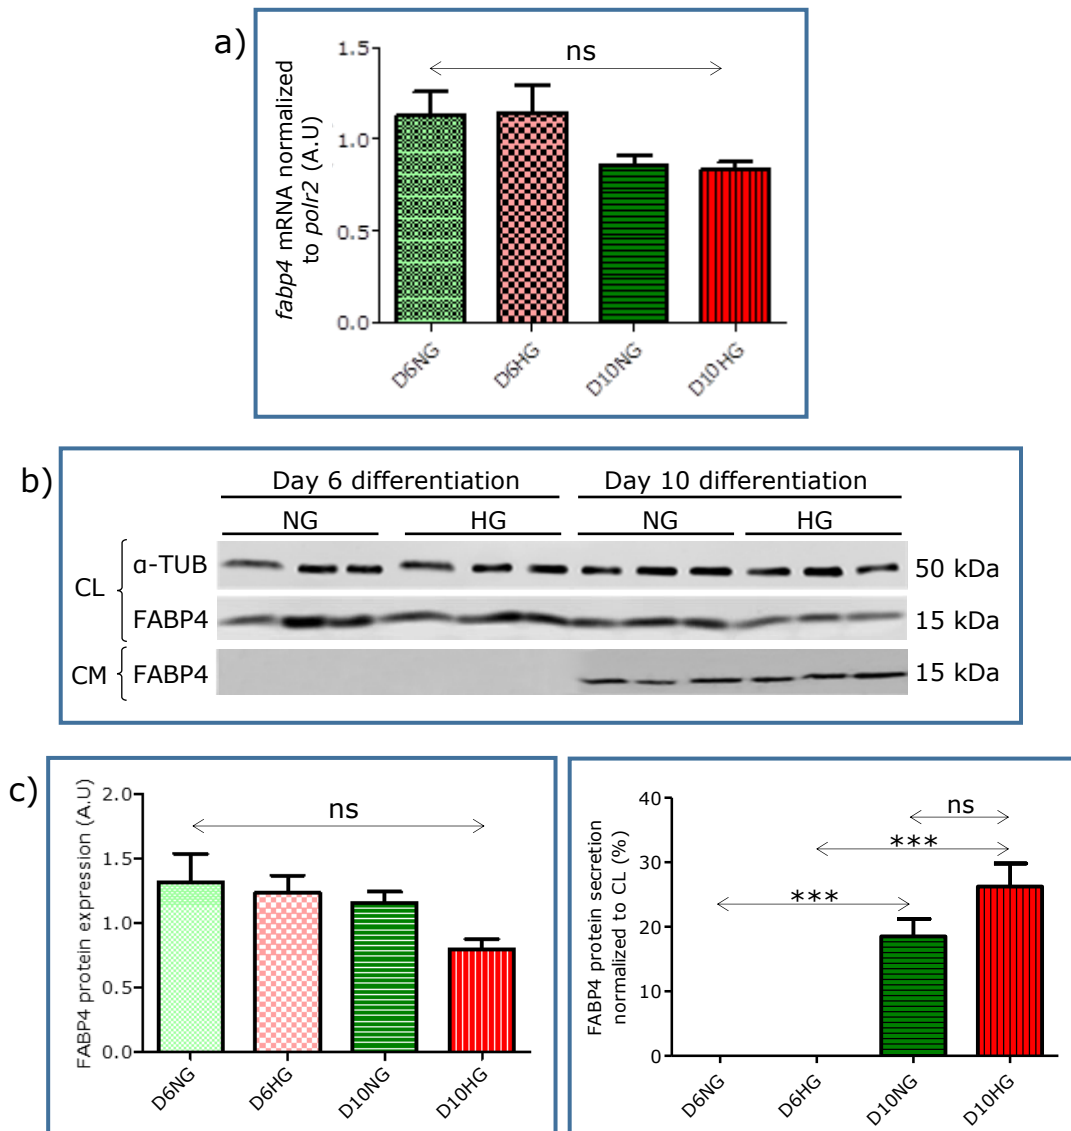 a)
fabp4 mRNA normalized
to polr2 (A.U)
1.5
1.0
0.5
0.0
ns
D6NG
D6HG
D10NG
D10HG
b)
Day 6 differentiation
Day 10 differentiation
NG
HG
NG
HG
CL
α-TUB
50 kDa
FABP4
15 kDa
CM
FABP4
15 kDa
c)
FABP4 protein expression (A.U)
2.0
1.5
1.0
0.5
0.0
ns
D6NG
D6HG
D10NG
D10HG
FABP4 protein secretion
normalized to CL (%)
40
30
20
10
0
ns
***
***
D6NG
D6HG
D10NG
D10HG